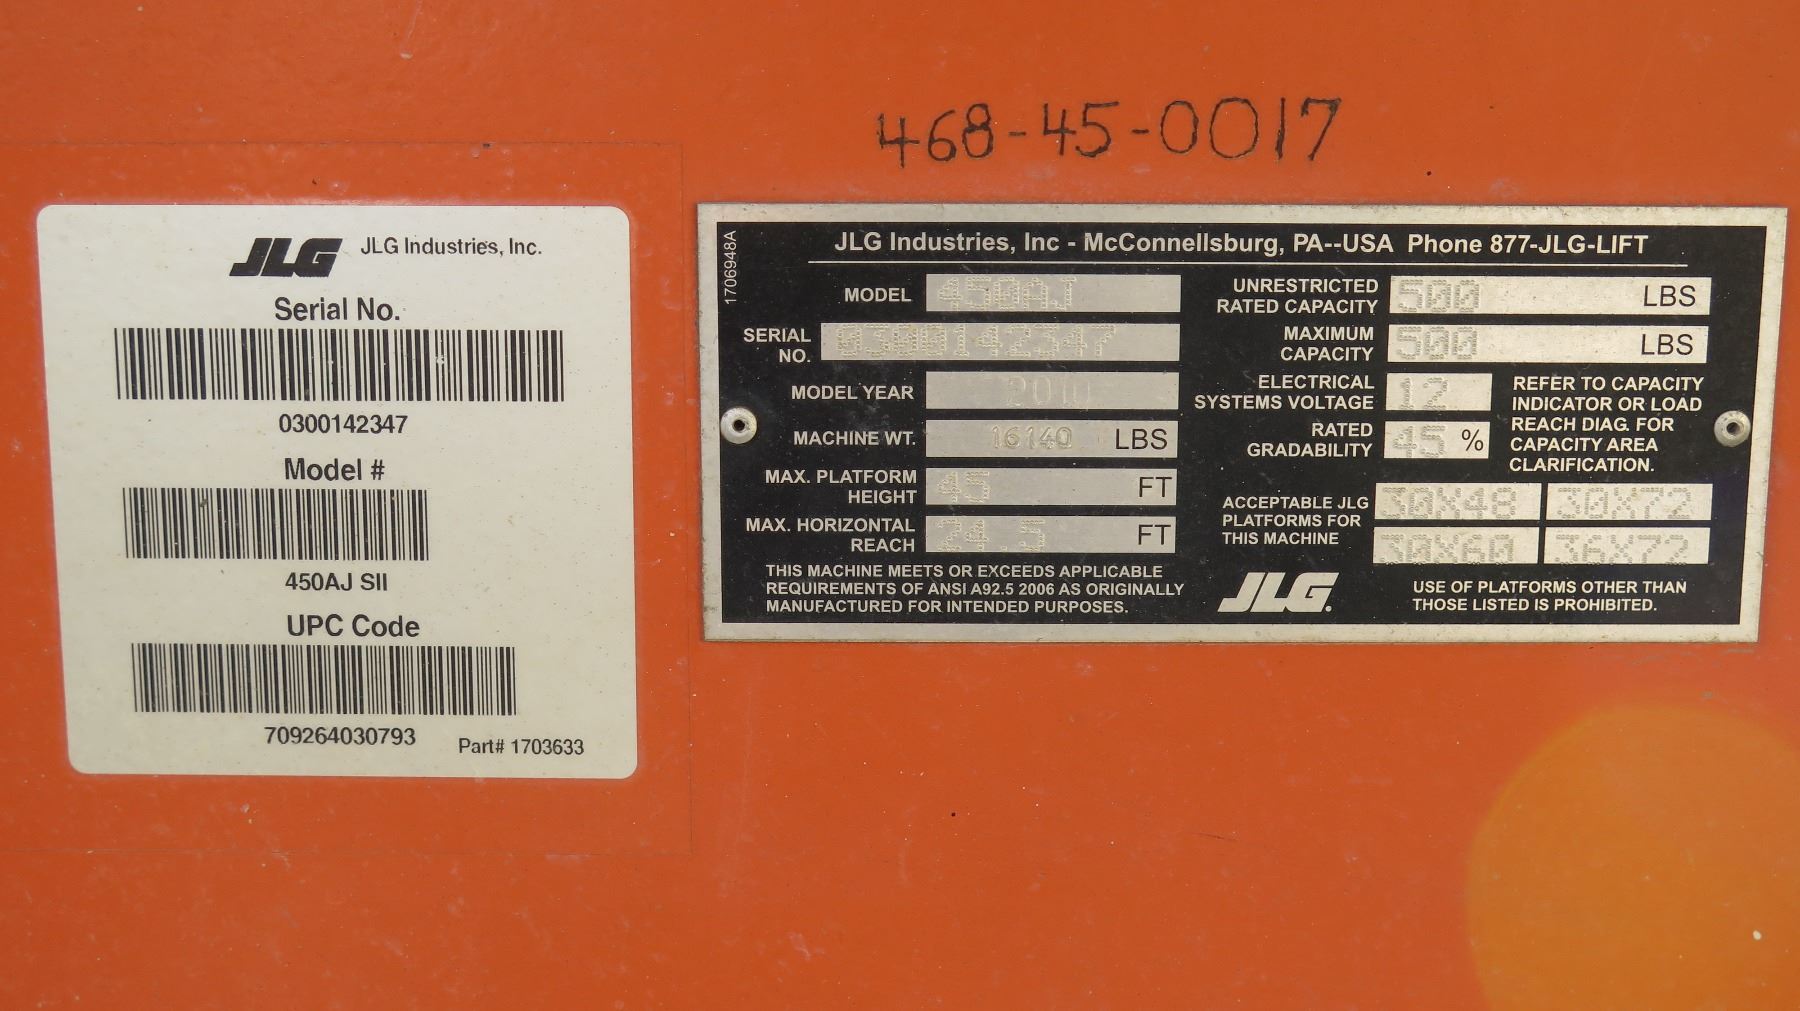 468-45-0017
JLG JLG Industries, Inc.
Serial No.
0300142347
Model #
450AJ SII
UPC Code
709264030793
Part# 1703633
1706948A
JLG Industries, Inc - McConnellsburg, PA--USA Phone 877-JLG-LIFT
MODEL 450AJ
SERIAL NO. 0300142347
MODEL YEAR 2010
MACHINE WT. 16140 LBS
MAX. PLATFORM HEIGHT 45 FT
MAX. HORIZONTAL REACH 24.5 FT
THIS MACHINE MEETS OR EXCEEDS APPLICABLE
REQUIREMENTS OF ANSI A92.5 2006 AS ORIGINALLY
MANUFACTURED FOR INTENDED PURPOSES.
UNRESTRICTED RATED CAPACITY 500 LBS
MAXIMUM CAPACITY 500 LBS
ELECTRICAL SYSTEMS VOLTAGE 12
RATED GRADABILITY 45 %
REFER TO CAPACITY
INDICATOR OR LOAD
REACH DIAG. FOR
CAPACITY AREA
CLARIFICATION.
ACCEPTABLE JLG
PLATFORMS FOR
THIS MACHINE
30X48 30X72
30X60 36X72
JLG.
USE OF PLATFORMS OTHER THAN
THOSE LISTED IS PROHIBITED.